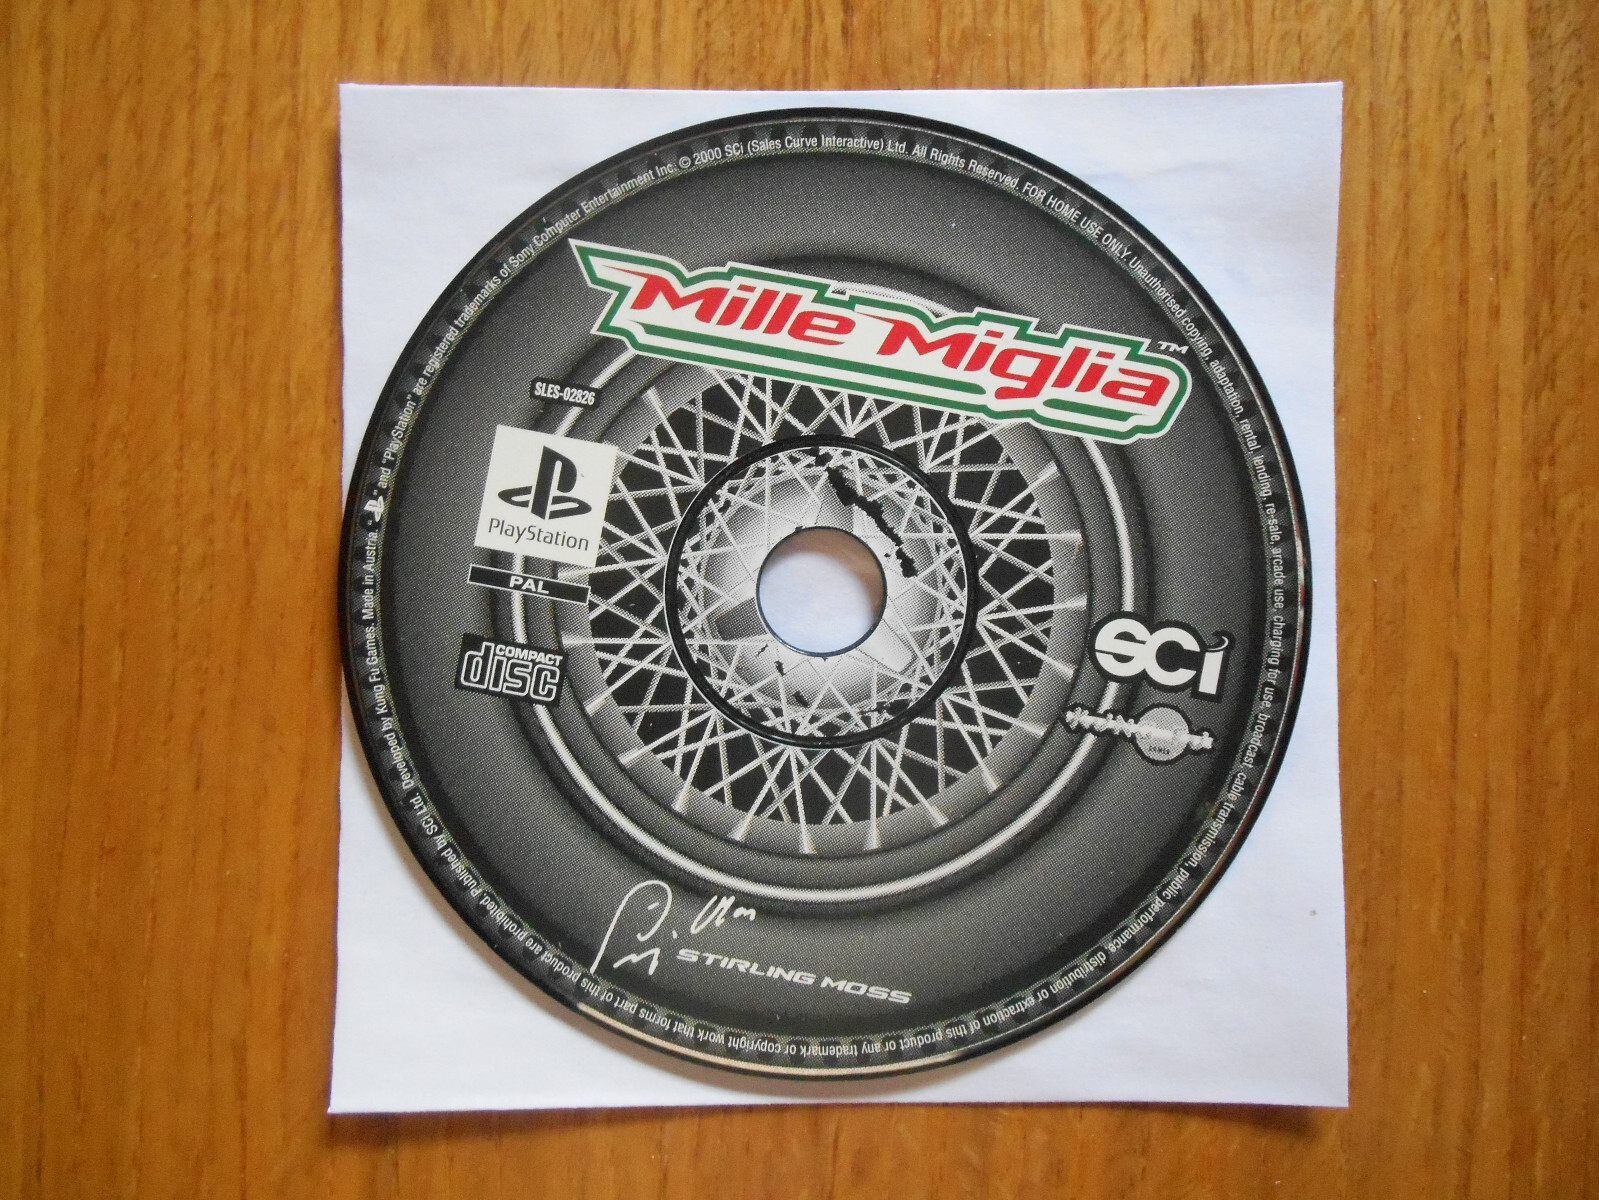 Mille Miglia™
SLES-02826
PlayStation
PAL
COMPACT
disc
SCi
STIRLING MOSS
"PS" and "PlayStation" are registered trademarks of Sony Computer Entertainment Inc. © 2000 SCi (Sales Curve Interactive) Ltd. All Rights Reserved. FOR HOME USE ONLY. Unauthorised copying, adaptation, rental, lending, re-sale, arcade use, charging for use, broadcast, cable transmission, public performance, distribution or extraction of this product or any trademark or copyright work that forms part of this product are prohibited. Published by SCi Ltd. Developed by Kung Fu Games. Made in Austria.